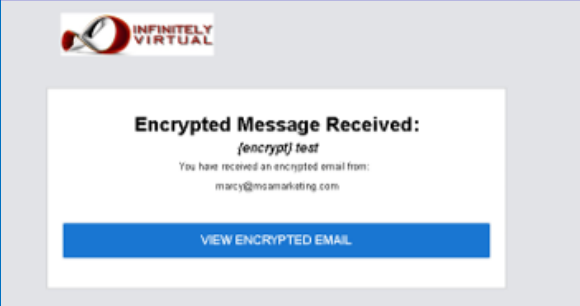 INFINITELY
VIRTUAL
Encrypted Message Received:
{encrypt} test
You have received an encrypted email from:
marcy@msamarketing.com
VIEW ENCRYPTED EMAIL